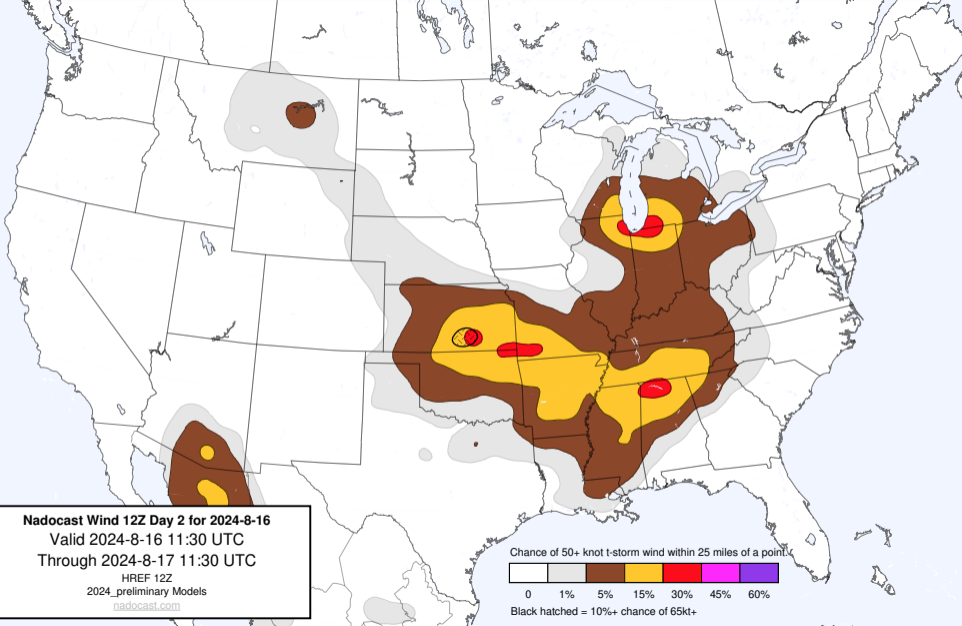 Nadocast Wind 12Z Day 2 for 2024-8-16
Valid 2024-8-16 11:30 UTC
Through 2024-8-17 11:30 UTC
HREF 12Z
2024_preliminary Models
nadocast.com
Chance of 50+ knot t-storm wind within 25 miles of a point.
0 1% 5% 15% 30% 45% 60%
Black hatched = 10%+ chance of 65kt+